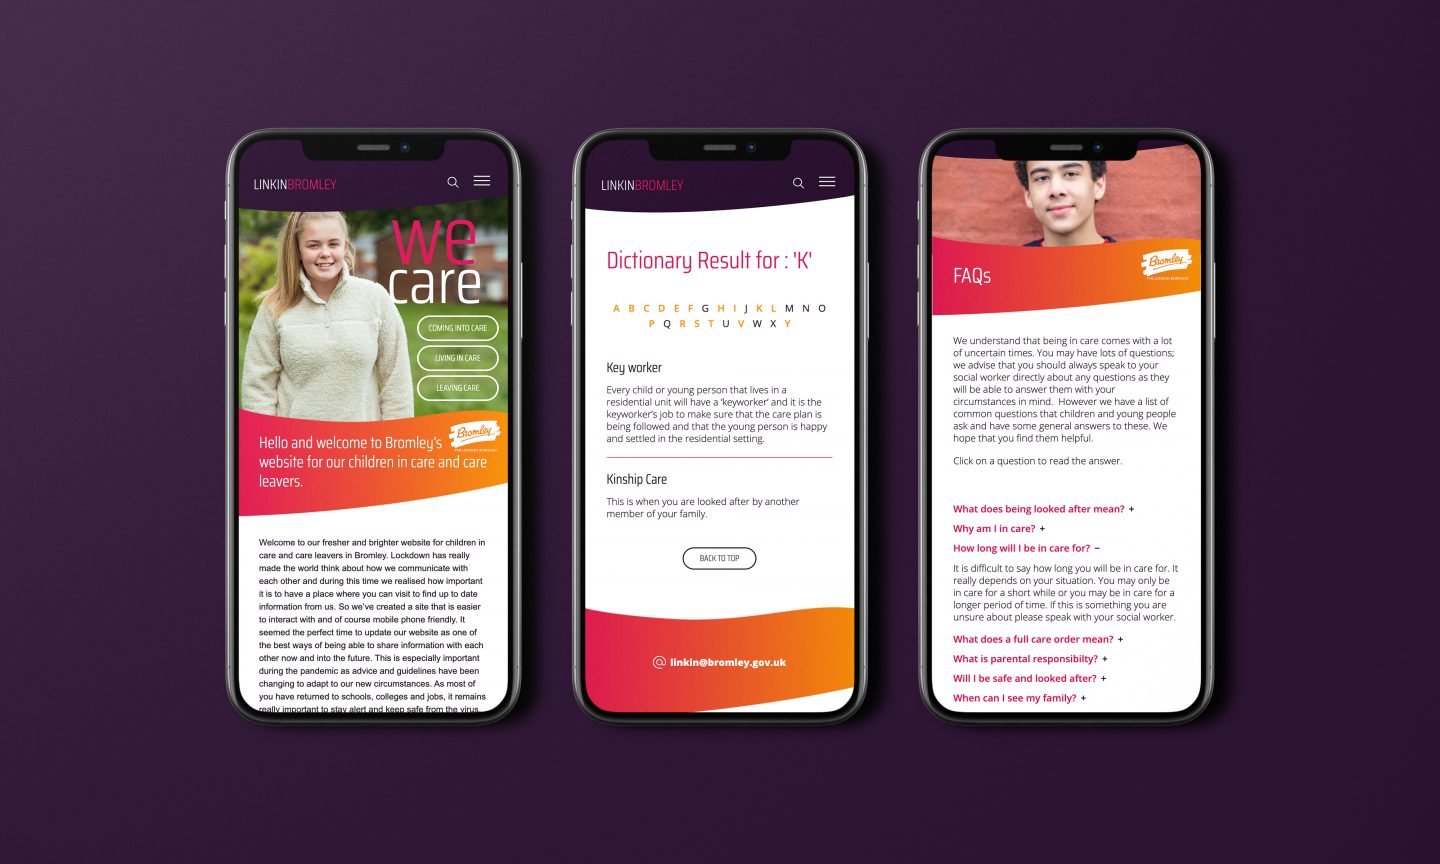 LINKINBROMLEY
we
care
COMING INTO CARE
LIVING IN CARE
LEAVING CARE
Bromley
THE LONDON BOROUGH
Hello and welcome to Bromley's
website for our children in care and care
leavers.
Welcome to our fresher and brighter website for children in
care and care leavers in Bromley. Lockdown has really
made the world think about how we communicate with
each other and during this time we realised how important
it is to have a place where you can visit to find up to date
information from us. So we've created a site that is easier
to interact with and of course mobile phone friendly. It
seemed the perfect time to update our website as one of
the best ways of being able to share information with each
other now and into the future. This is especially important
during the pandemic as advice and guidelines have been
changing to adapt to our new circumstances. As most of
you have returned to schools, colleges and jobs, it remains
really important to stay alert and keep safe from the virus.
LINKINBROMLEY
Dictionary Result for : 'K'
A B C D E F G H I J K L M N O
P Q R S T U V W X Y
Key worker
Every child or young person that lives in a
residential unit will have a 'keyworker' and it is the
keyworker's job to make sure that the care plan is
being followed and that the young person is happy
and settled in the residential setting.
Kinship Care
This is when you are looked after by another
member of your family.
BACK TO TOP
@ linkin@bromley.gov.uk
Bromley
THE LONDON BOROUGH
FAQs
We understand that being in care comes with a lot
of uncertain times. You may have lots of questions;
we advise that you should always speak to your
social worker directly about any questions as they
will be able to answer them with your
circumstances in mind. However we have a list of
common questions that children and young people
ask and have some general answers to these. We
hope that you find them helpful.
Click on a question to read the answer.
What does being looked after mean? +
Why am I in care? +
How long will I be in care for? −
It is difficult to say how long you will be in care for. It
really depends on your situation. You may only be
in care for a short while or you may be in care for a
longer period of time. If this is something you are
unsure about please speak with your social worker.
What does a full care order mean? +
What is parental responsibilty? +
Will I be safe and looked after? +
When can I see my family? +